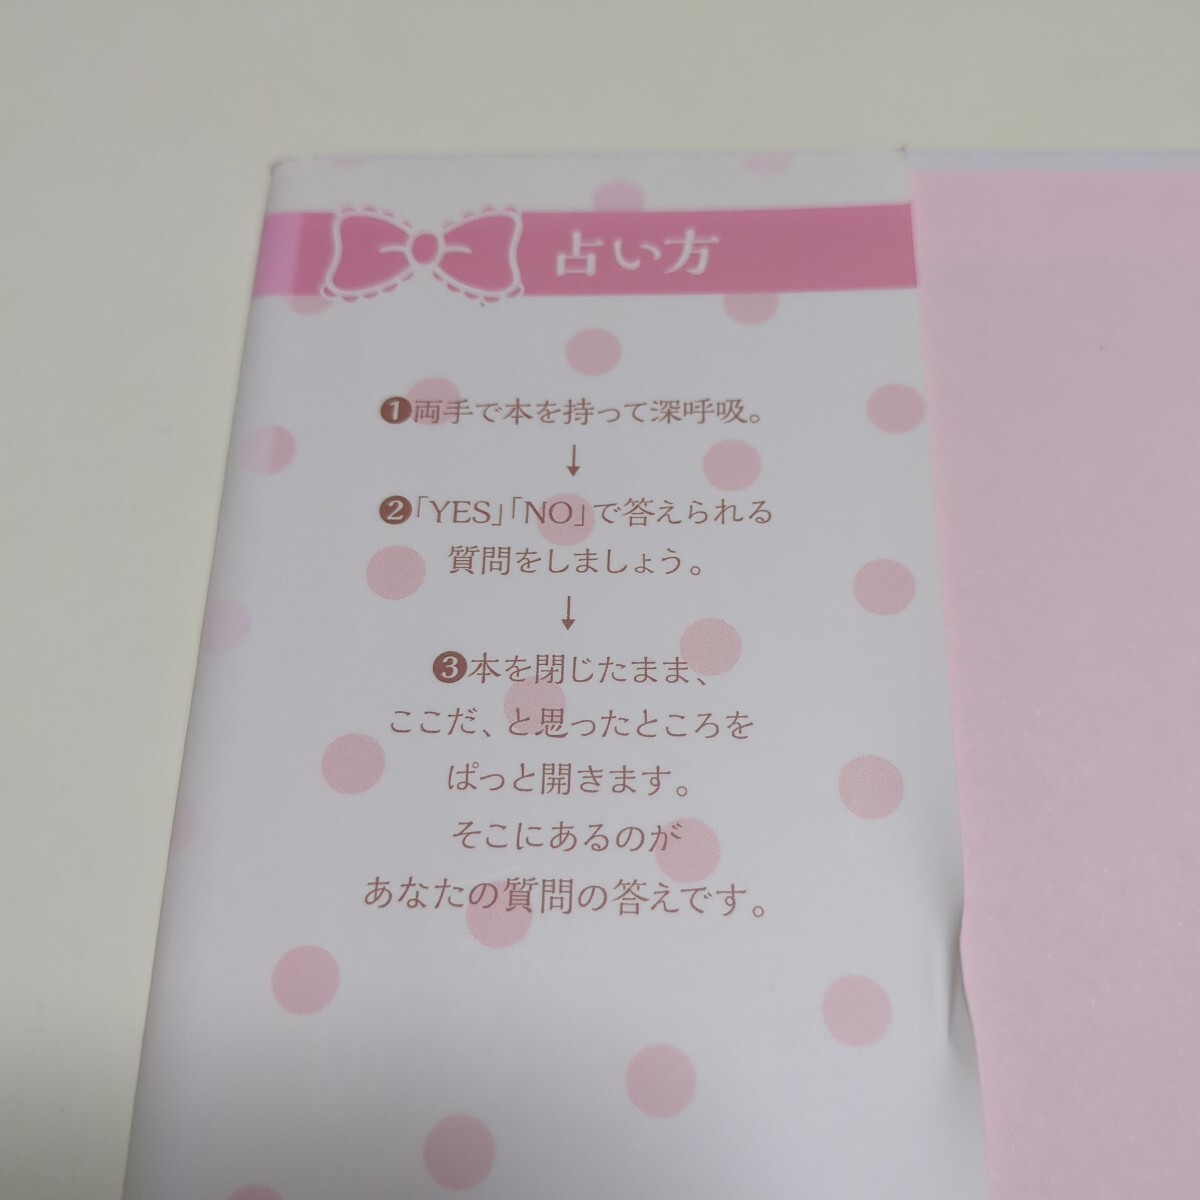 占い方
❶両手で本を持って深呼吸。
↓
❷「YES」「NO」で答えられる
質問をしましょう。
↓
❸本を閉じたまま、
ここだ、と思ったところを
ぱっと開きます。
そこにあるのが
あなたの質問の答えです。